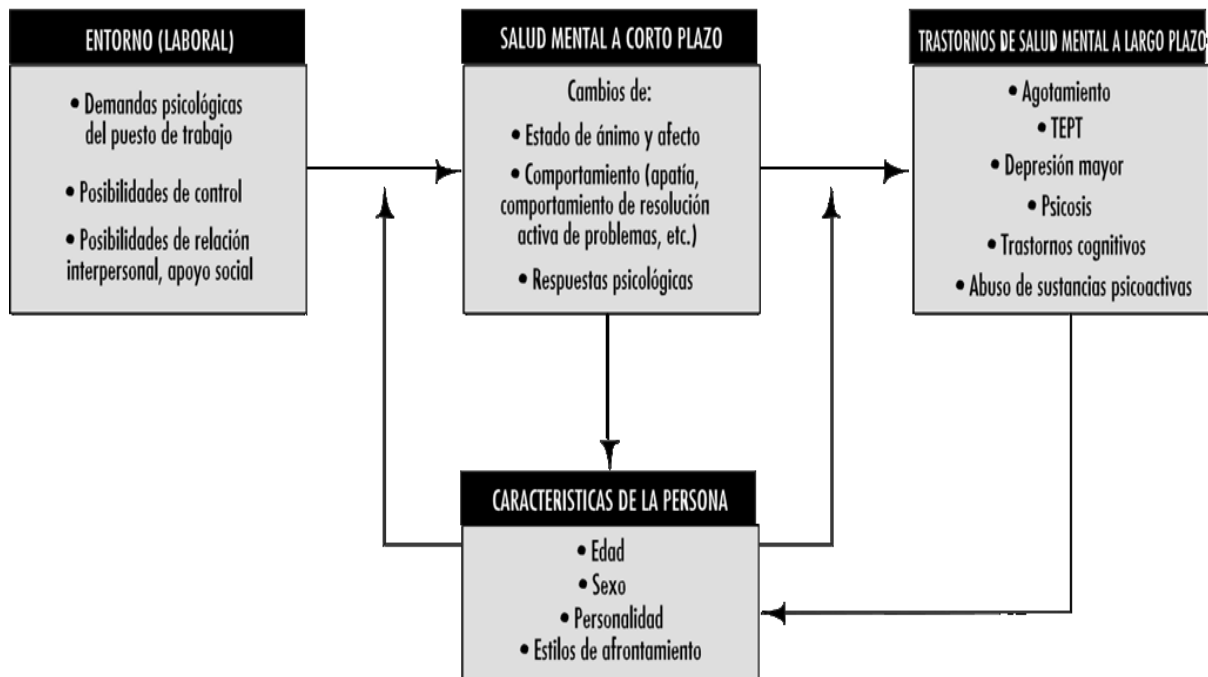 ENTORNO (LABORAL)
• Demandas psicológicas
del puesto de trabajo
• Posibilidades de control
• Posibilidades de relación
interpersonal, apoyo social
SALUD MENTAL A CORTO PLAZO
Cambios de:
• Estado de ánimo y afecto
• Comportamiento (apatía,
comportamiento de resolución
activa de problemas, etc.)
• Respuestas psicológicas
TRASTORNOS DE SALUD MENTAL A LARGO PLAZO
• Agotamiento
• TEPT
• Depresión mayor
• Psicosis
• Trastornos cognitivos
• Abuso de sustancias psicoactivas
CARACTERISTICAS DE LA PERSONA
• Edad
• Sexo
• Personalidad
• Estilos de afrontamiento